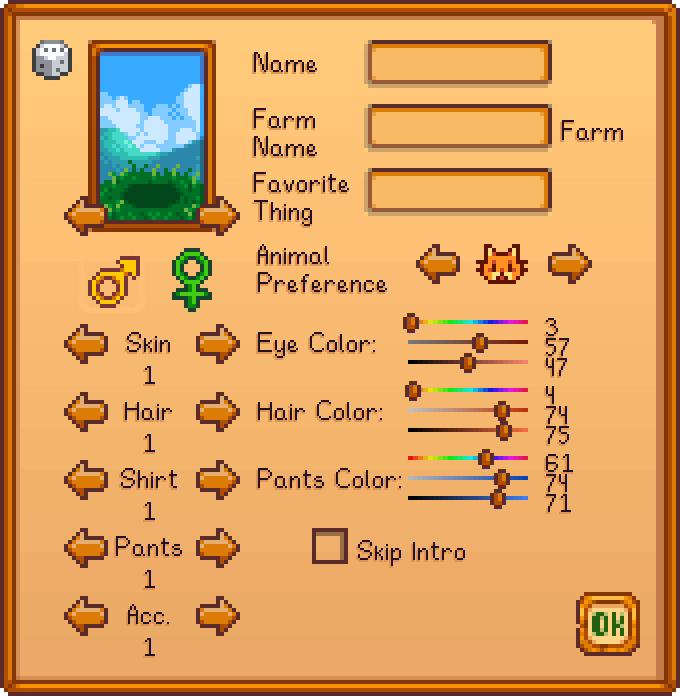 Name
Farm
Name
Farm
Favorite
Thing
Animal
Preference
Skin
1
Eye Color:
3
57
47
Hair
1
Hair Color:
4
74
75
Shirt
1
Pants Color:
61
74
71
Pants
1
Skip Intro
Acc.
1
OK